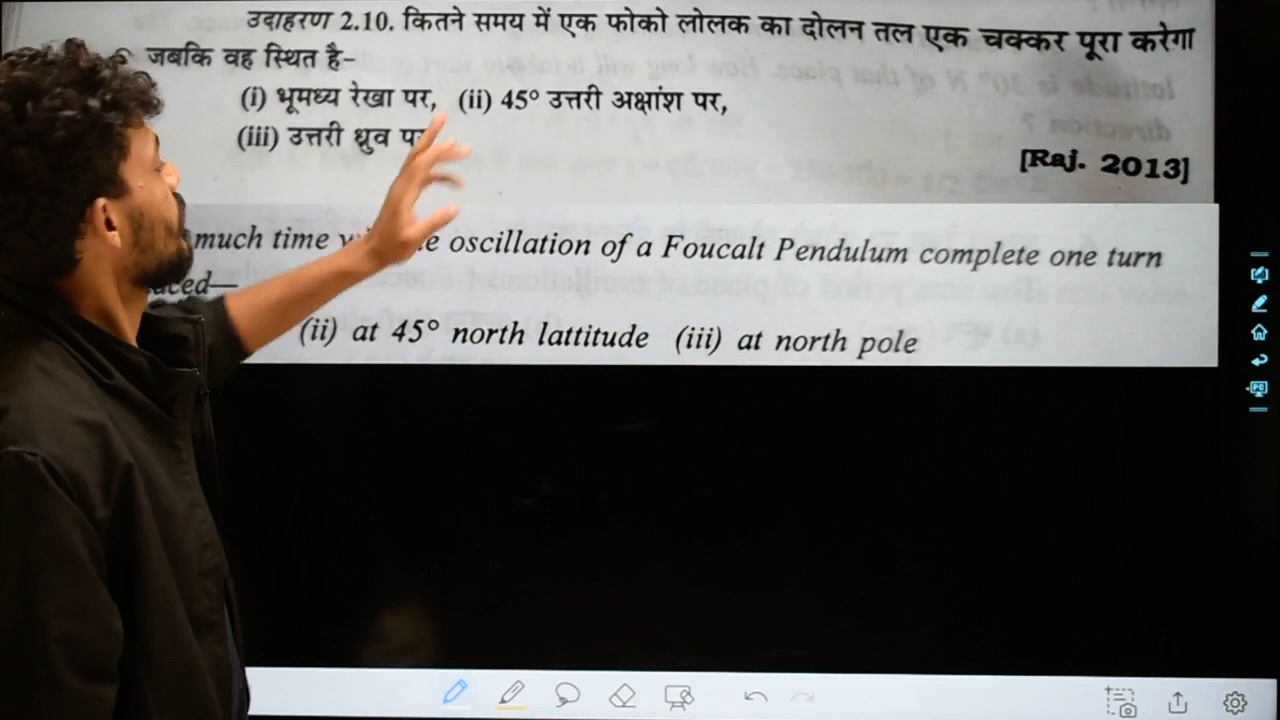 उदाहरण 2.10. कितने समय में एक फोको लोलक का दोलन तल एक चक्कर पूरा करेगा
जबकि वह स्थित है-
(i) भूमध्य रेखा पर, (ii) 45° उत्तरी अक्षांश पर,
(iii) उत्तरी ध्रुव
[Raj. 2013]
much time oscillation of a Foucalt Pendulum complete one turn
(ii) at 45° north lattitude (iii) at north pole